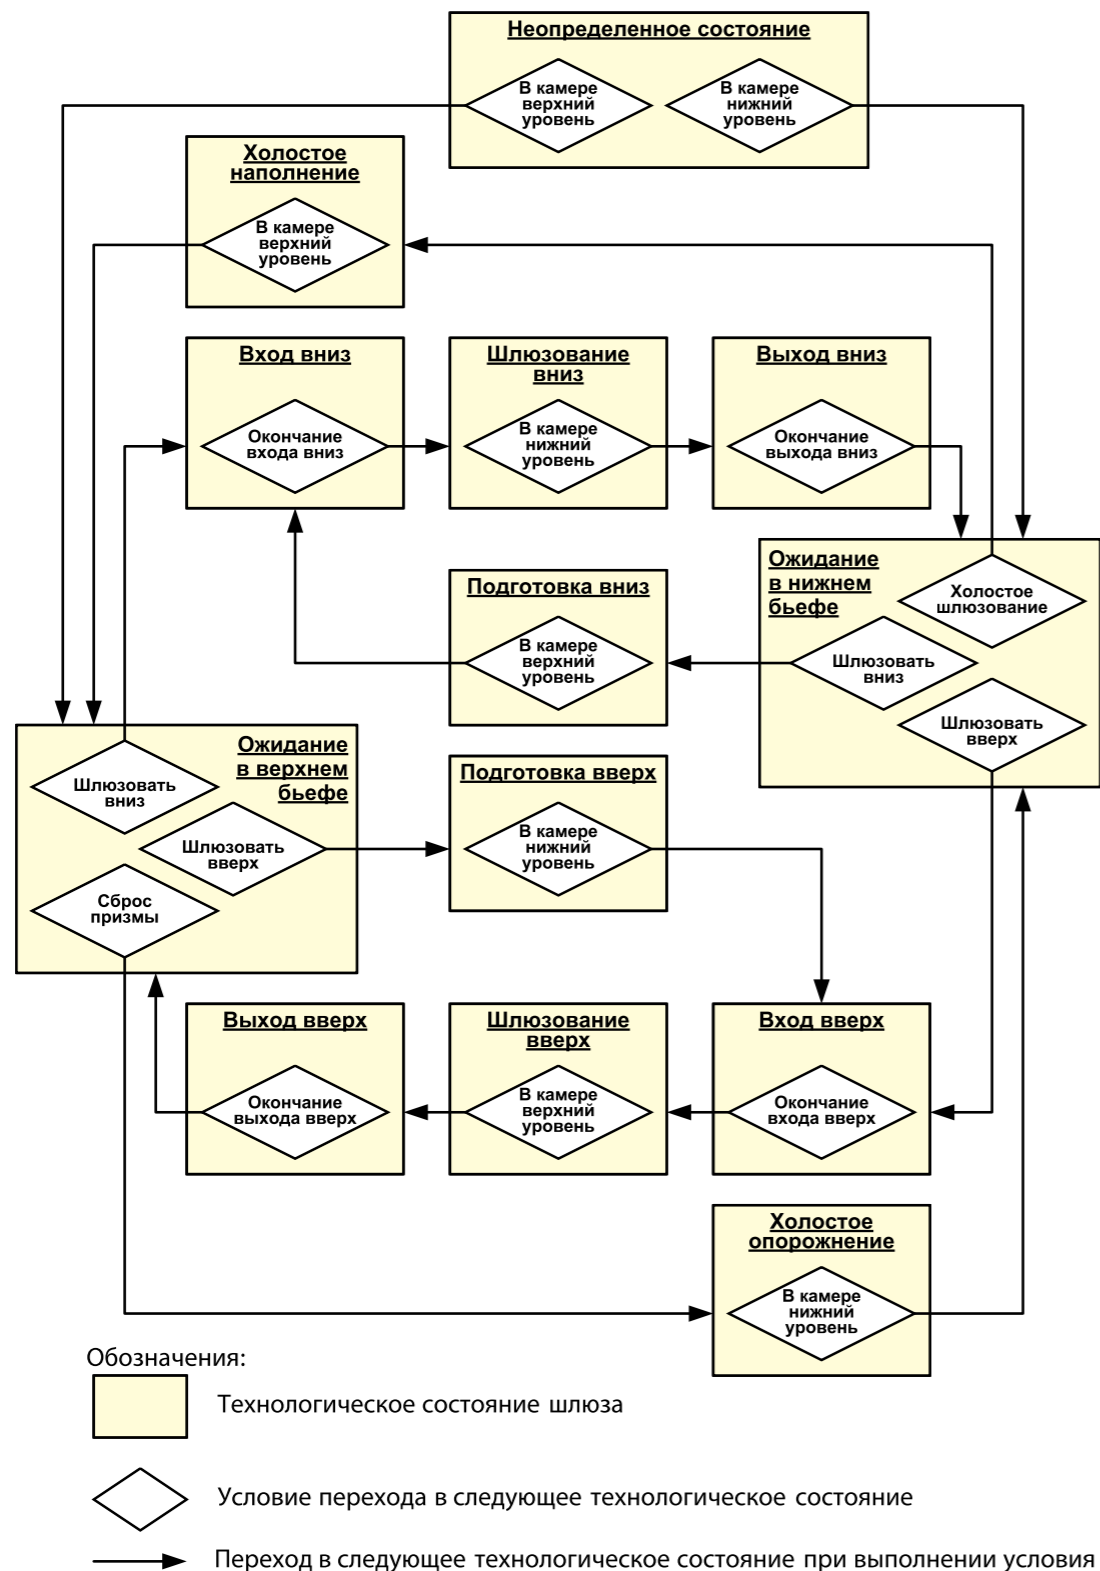 Неопределенное состояние
В камере
верхний
уровень
В камере
нижний
уровень
Холостое
наполнение
В камере
верхний
уровень
Вход вниз
Окончание
входа вниз
Шлюзование
вниз
В камере
нижний
уровень
Выход вниз
Окончание
выхода вниз
Ожидание
в нижнем
бьефе
Холостое
шлюзование
Шлюзовать
вниз
Шлюзовать
вверх
Подготовка вниз
В камере
верхний
уровень
Ожидание
в верхнем
бьефе
Шлюзовать
вниз
Шлюзовать
вверх
Сброс
призмы
Подготовка вверх
В камере
нижний
уровень
Выход вверх
Окончание
выхода вверх
Шлюзование
вверх
В камере
верхний
уровень
Вход вверх
Окончание
входа вверх
Холостое
опорожнение
В камере
нижний
уровень
Обозначения:
Технологическое состояние шлюза
Условие перехода в следующее технологическое состояние
Переход в следующее технологическое состояние при выполнении условия